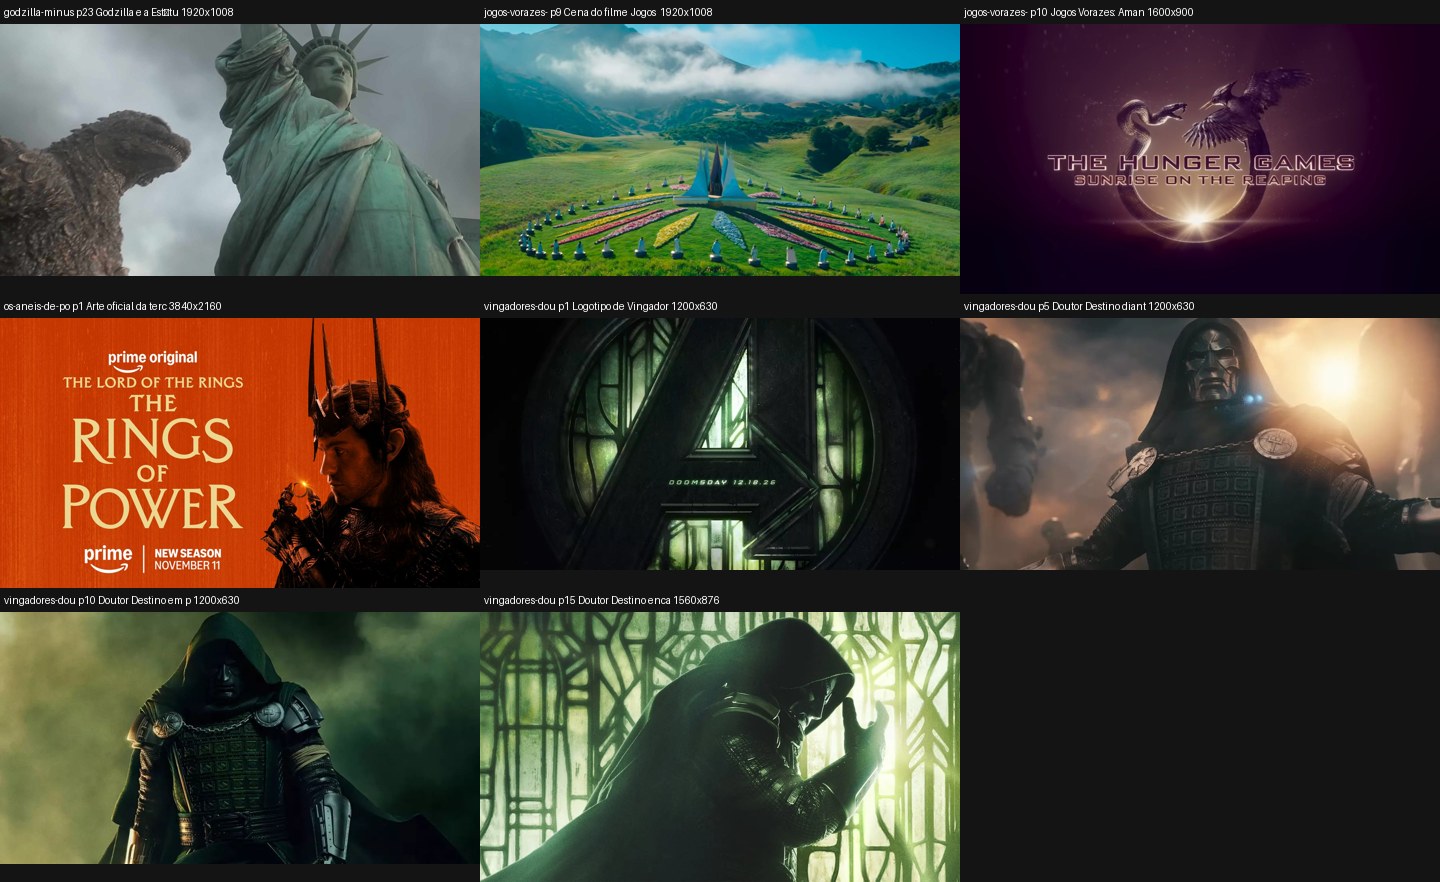 godzilla-minus p23 Godzilla e a Está tu 1920x1008
jogos-vorazes- p9 Cena do filme Jogos 1920x1008
jogos-vorazes- p10 Jogos Vorazes: Aman 1600x900
THE HUNGER GAMES
SUNRISE ON THE REAPING
os-aneis-de-po p1 Arte oficial da terc 3840x2160
vingadores-dou p1 Logotipo de Vingador 1200x630
vingadores-dou p5 Doutor Destino diant 1200x630
prime original
THE LORD OF THE RINGS
THE
RINGS
OF
POWER
prime
NEW SEASON
NOVEMBER 11
DOOMSDAY 12.18.26
vingadores-dou p10 Doutor Destino em p 1200x630
vingadores-dou p15 Doutor Destino enca 1560x876